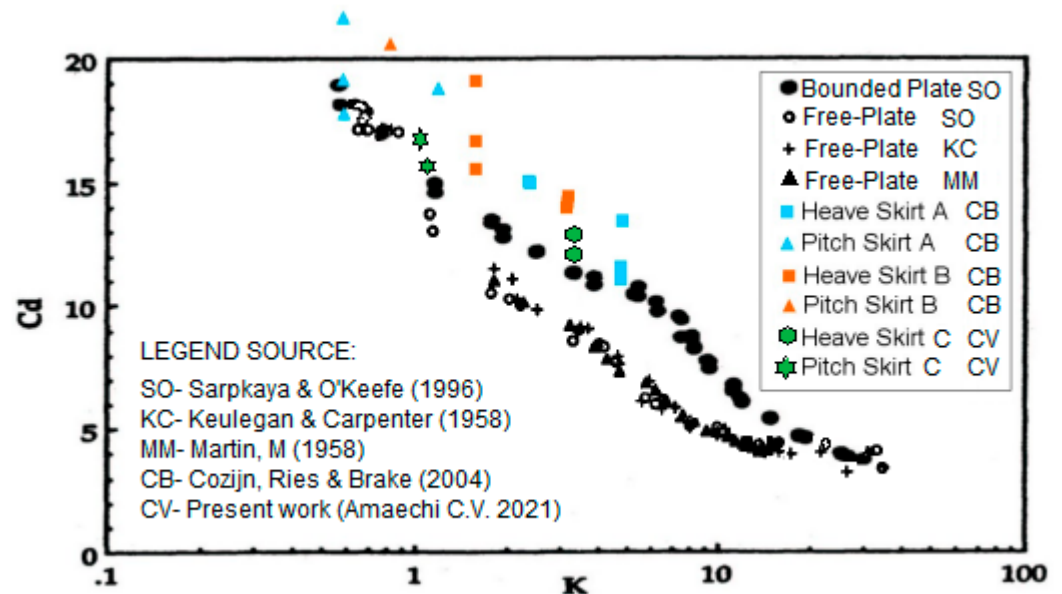 20
15
10
5
0
Cd
.1
1
10
100
K
Bounded Plate SO
Free-Plate SO
Free-Plate KC
Free-Plate MM
Heave Skirt A CB
Pitch Skirt A CB
Heave Skirt B CB
Pitch Skirt B CB
Heave Skirt C CV
Pitch Skirt C CV
LEGEND SOURCE:
SO- Sarpkaya & O'Keefe (1996)
KC- Keulegan & Carpenter (1958)
MM- Martin, M (1958)
CB- Cozijn, Ries & Brake (2004)
CV- Present work (Amaechi C.V. 2021)